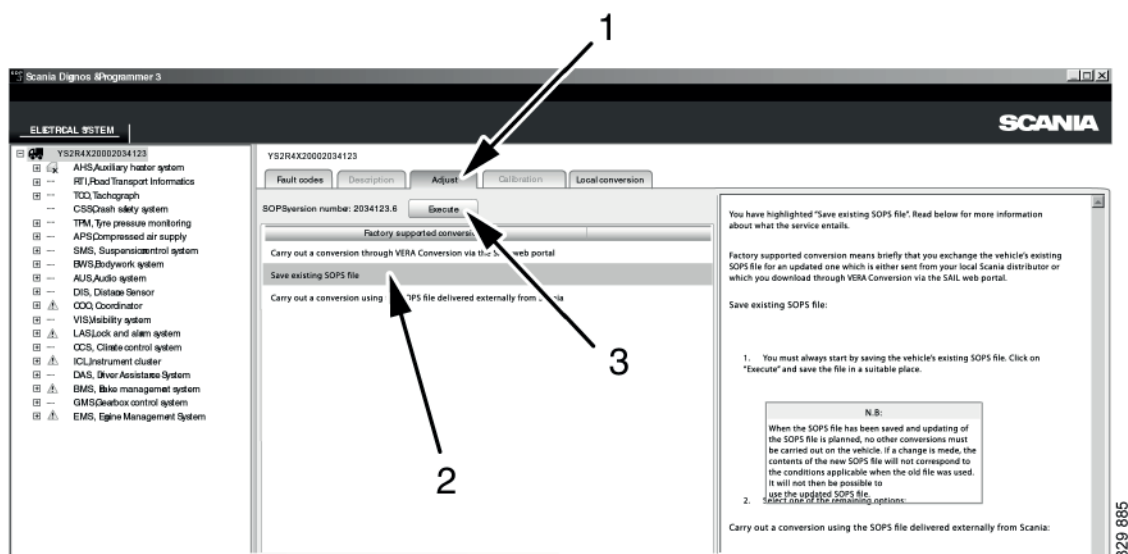 1
Scania Dignos &Programmer 3
ELETRCAL SSTEM
SCANIA
YS2R4X20002034123
AHS,Auxiliary heater system
RTI,Road Transport Informatics
TCO, Tachograph
CSS,Crash safety system
TPM, Tyre pressure monitoring
APS,Compressed air supply
SMS, Suspension control system
BWS,Bodywork system
AUS,Audio system
DIS, Distance Sensor
COO, Coordinator
VIS,Visibility system
LAS,Lock and alarm system
CCS, Climate control system
ICL,Instrument cluster
DAS, Driver Assistance System
BMS, Brake management system
GMS,Gearbox control system
EMS, Engine Management System
YS2R4X20002034123
Fault codes Description Adjust Calibration Local conversion
SOPSversion number: 2034123.6 Execute
Factory supported conversion
Carry out a conversion through VERA Conversion via the web portal
Save existing SOPS file
Carry out a conversion using SOPS file delivered externally from Scania
2
3
You have highlighted "Save existing SOPS file". Read below for more information
about what the service entails.
Factory supported conversion means briefly that you exchange the vehicle's existing
SOPS file for an updated one which is either sent from your local Scania distributor or
which you download through VERA Conversion via the SAIL web portal.
Save existing SOPS file:
1. You must always start by saving the vehicle's existing SOPS file. Click on
"Execute" and save the file in a suitable place.
N.B:
When the SOPS file has been saved and updating of
the SOPS file is planned, no other conversions must
be carried out on the vehicle. If a change is mede, the
contents of the new SOPS file will not correspond to
the conditions applicable when the old file was used.
It will not then be possible to
use the updated SOPS file.
2. Select one of the remaining options:
Carry out a conversion using the SOPS file delivered externally from Scania:
329 885